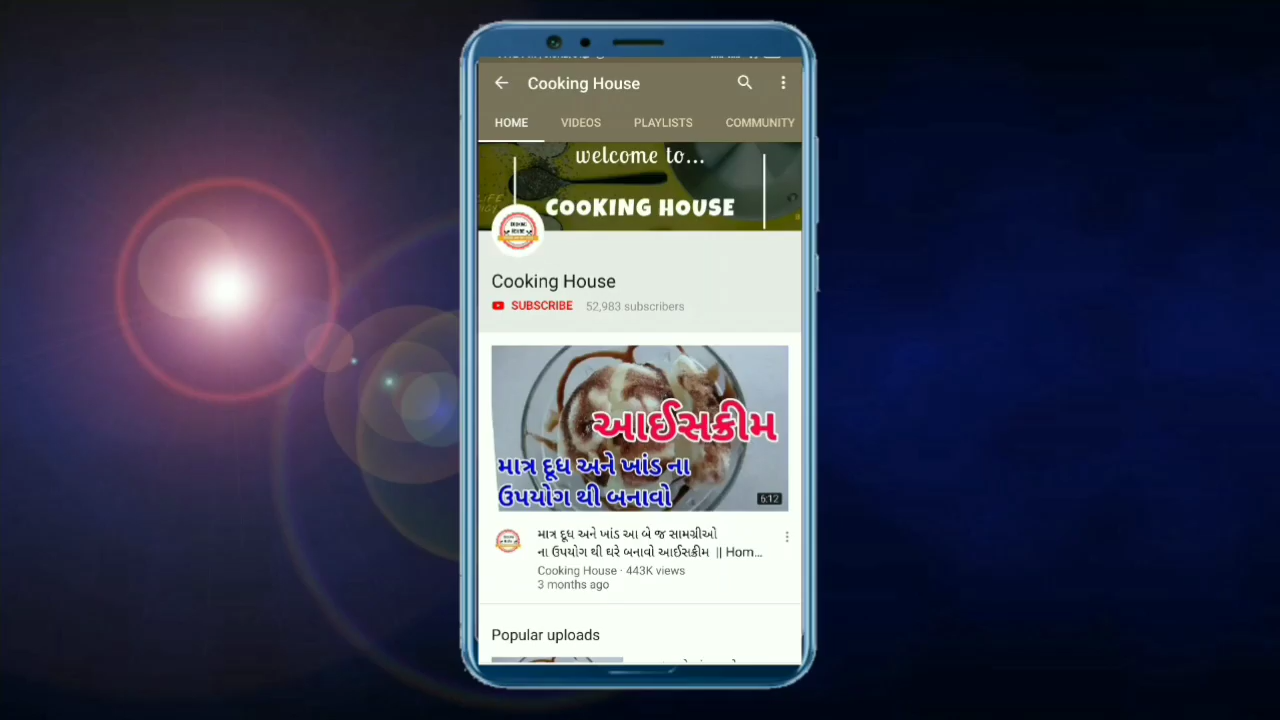 Cooking House
HOME VIDEOS PLAYLISTS COMMUNITY
welcome to...
COOKING HOUSE
Cooking House
SUBSCRIBE 52,983 subscribers
આઈસક્રીમ
માત્ર દૂધ અને ખાંડ ના
ઉપયોગ થી બનાવો
6:12
માત્ર દૂધ અને ખાંડ આ બે જ સામગ્રીઓ
ના ઉપયોગ થી ઘરે બનાવો આઈસક્રીમ || Hom...
Cooking House · 443K views
3 months ago
Popular uploads